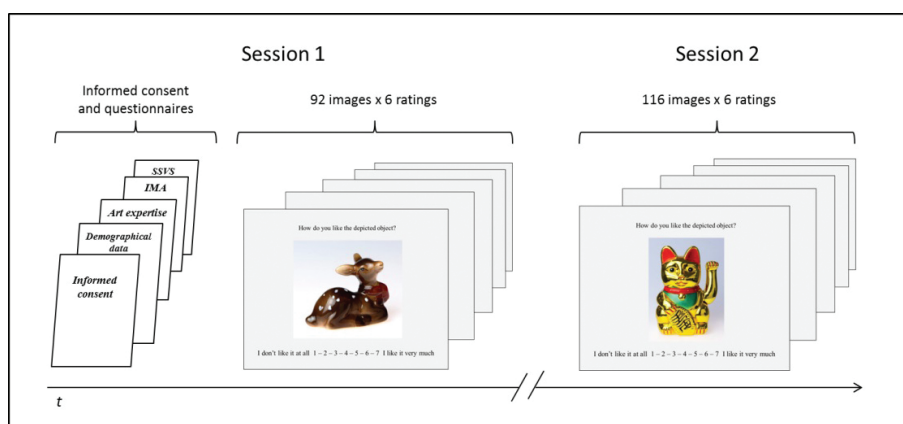 Session 1
Session 2
Informed consent
and questionnaires
92 images x 6 ratings
116 images x 6 ratings
SSVS
IMA
Art expertise
Demographical
data
Informed
consent
How do you like the depicted object?
I don't like it at all 1 – 2 – 3 – 4 – 5 – 6 – 7 I like it very much
How do you like the depicted object?
I don't like it at all 1 – 2 – 3 – 4 – 5 – 6 – 7 I like it very much
t